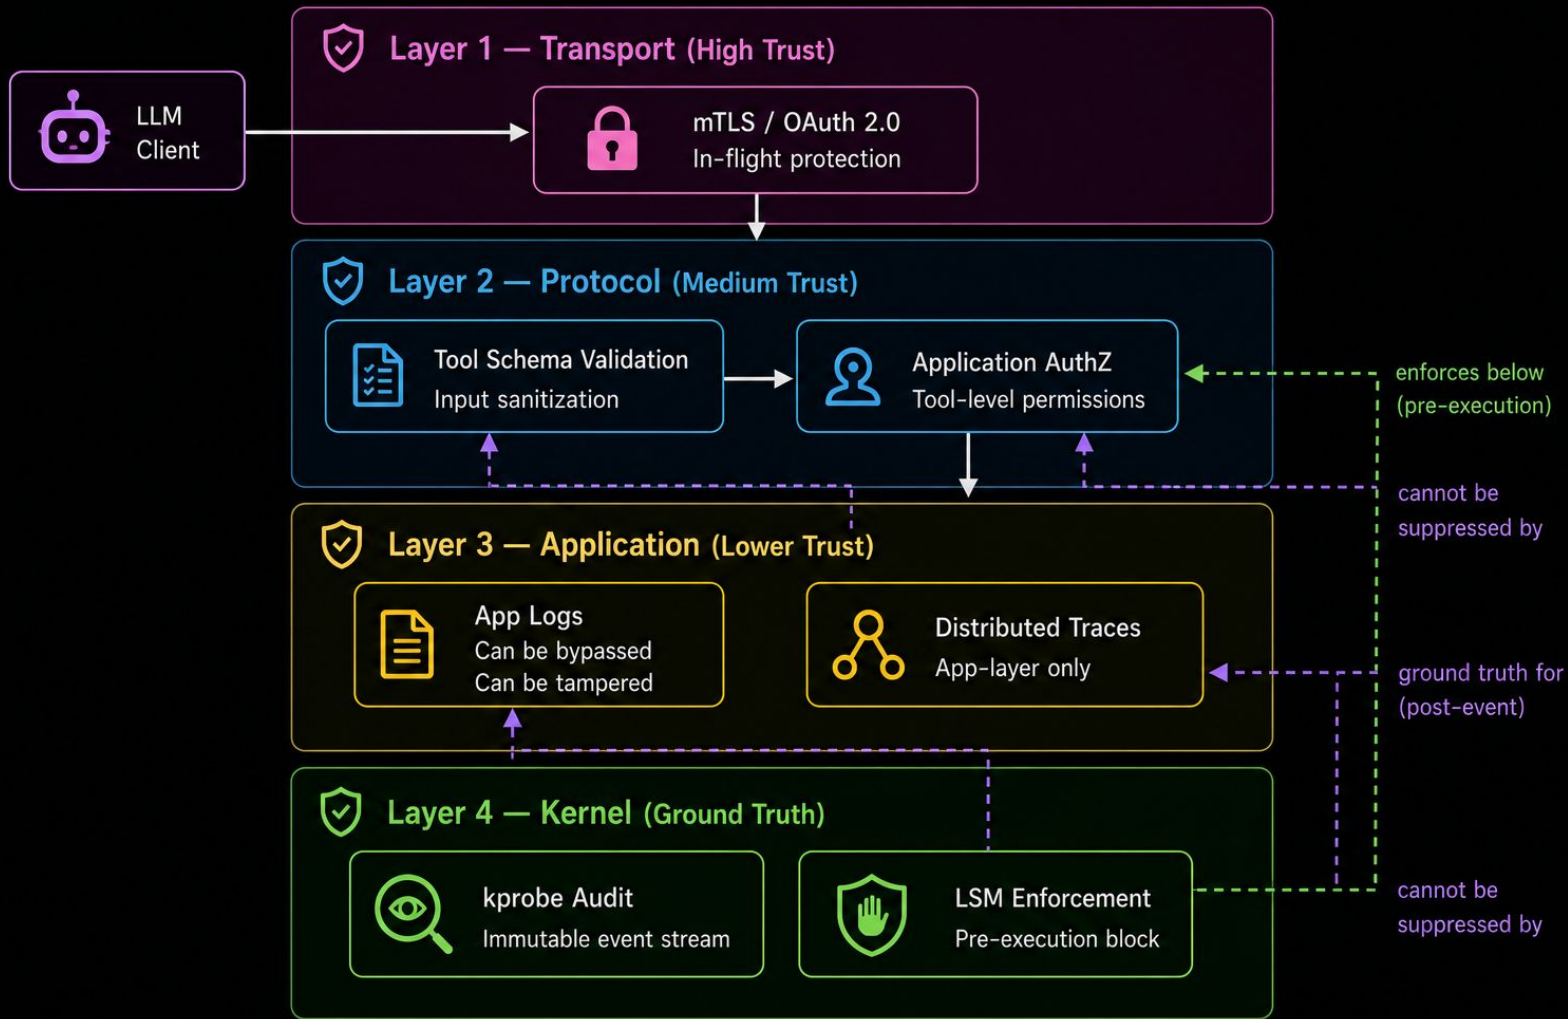 Layer 1 — Transport (High Trust)
LLM
Client
mTLS / OAuth 2.0
In-flight protection
Layer 2 — Protocol (Medium Trust)
Tool Schema Validation
Input sanitization
Application AuthZ
Tool-level permissions
enforces below
(pre-execution)
cannot be
suppressed by
Layer 3 — Application (Lower Trust)
App Logs
Can be bypassed
Can be tampered
Distributed Traces
App-layer only
ground truth for
(post-event)
Layer 4 — Kernel (Ground Truth)
kprobe Audit
Immutable event stream
LSM Enforcement
Pre-execution block
cannot be
suppressed by